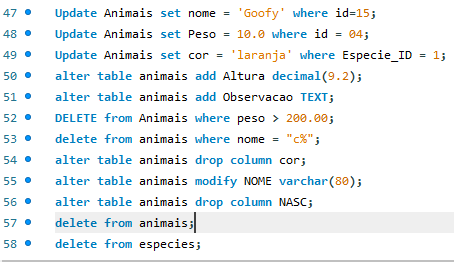 47 Update Animais set nome = 'Goofy' where id=15;
48 Update Animais set Peso = 10.0 where id = 04;
49 Update Animais set cor = 'laranja' where Especie_ID = 1;
50 alter table animais add Altura decimal(9.2);
51 alter table animais add Observacao TEXT;
52 DELETE from Animais where peso > 200.00;
53 delete from animais where nome = "c%";
54 alter table animais drop column cor;
55 alter table animais modify NOME varchar(80);
56 alter table animais drop column NASC;
57 delete from animais;
58 delete from especies;